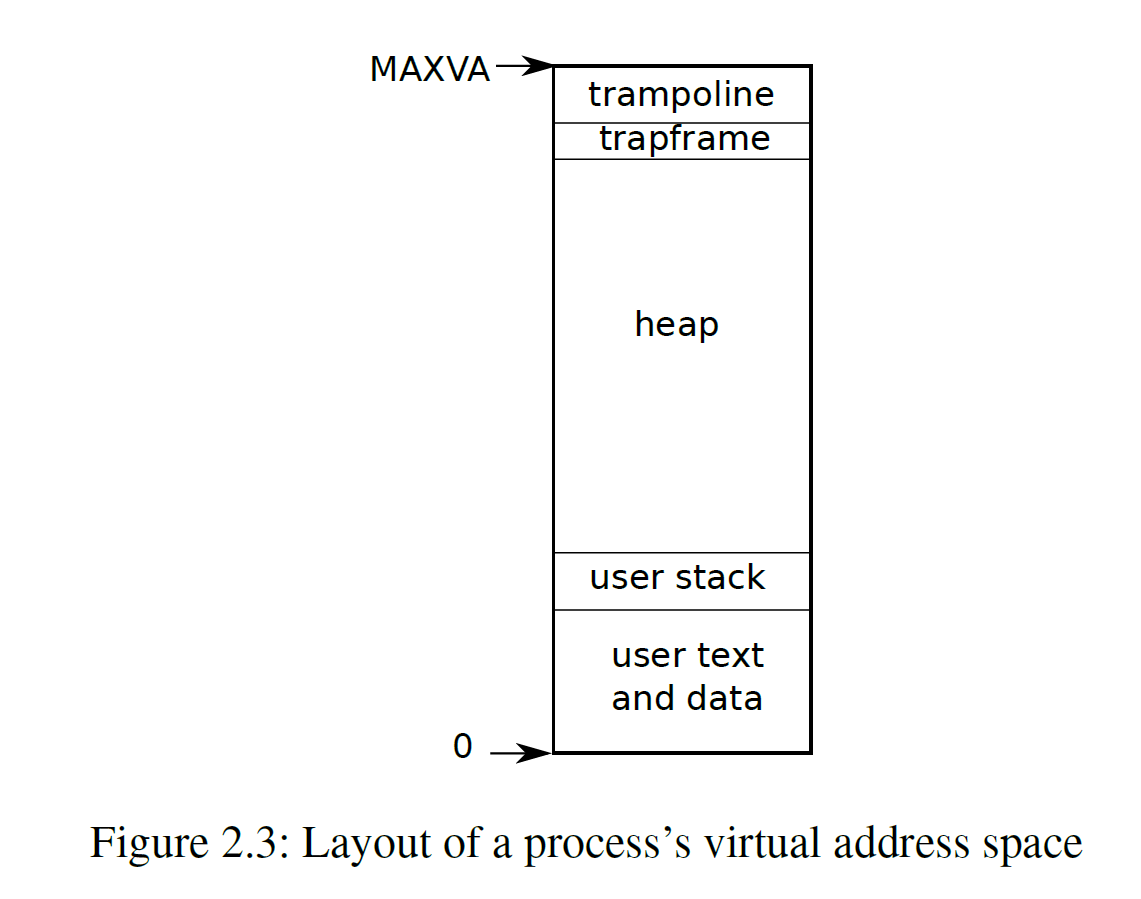 MAXVA
trampoline
trapframe
heap
user stack
user text
and data
0
Figure 2.3: Layout of a process’s virtual address space